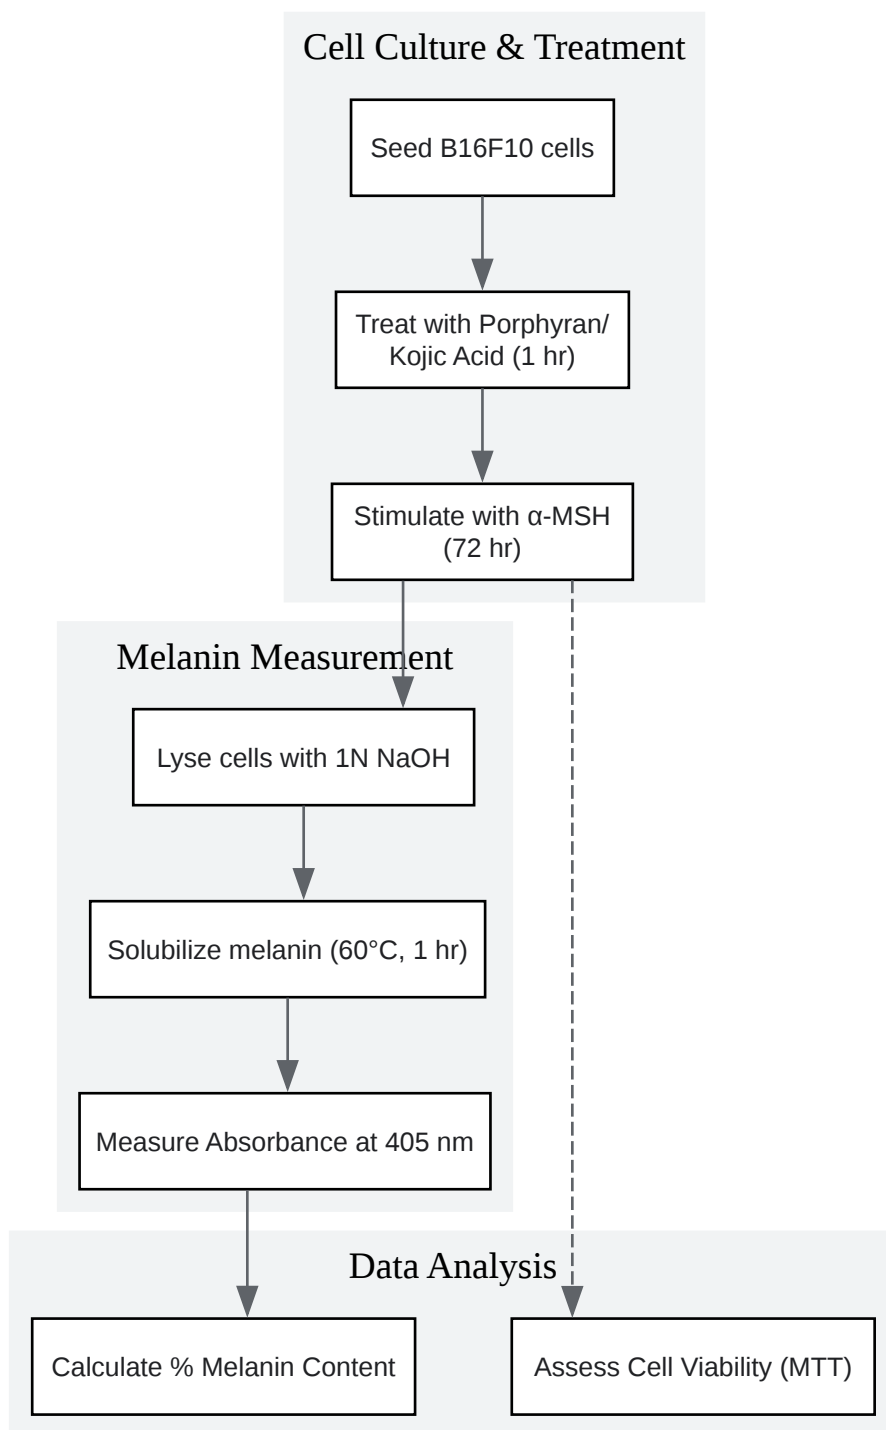 Cell Culture & Treatment
Seed B16F10 cells
Treat with Porphyran/
Kojic Acid (1 hr)
Stimulate with α-MSH
(72 hr)
Melanin Measurement
Lyse cells with 1N NaOH
Solubilize melanin (60°C, 1 hr)
Measure Absorbance at 405 nm
Data Analysis
Calculate % Melanin Content
Assess Cell Viability (MTT)